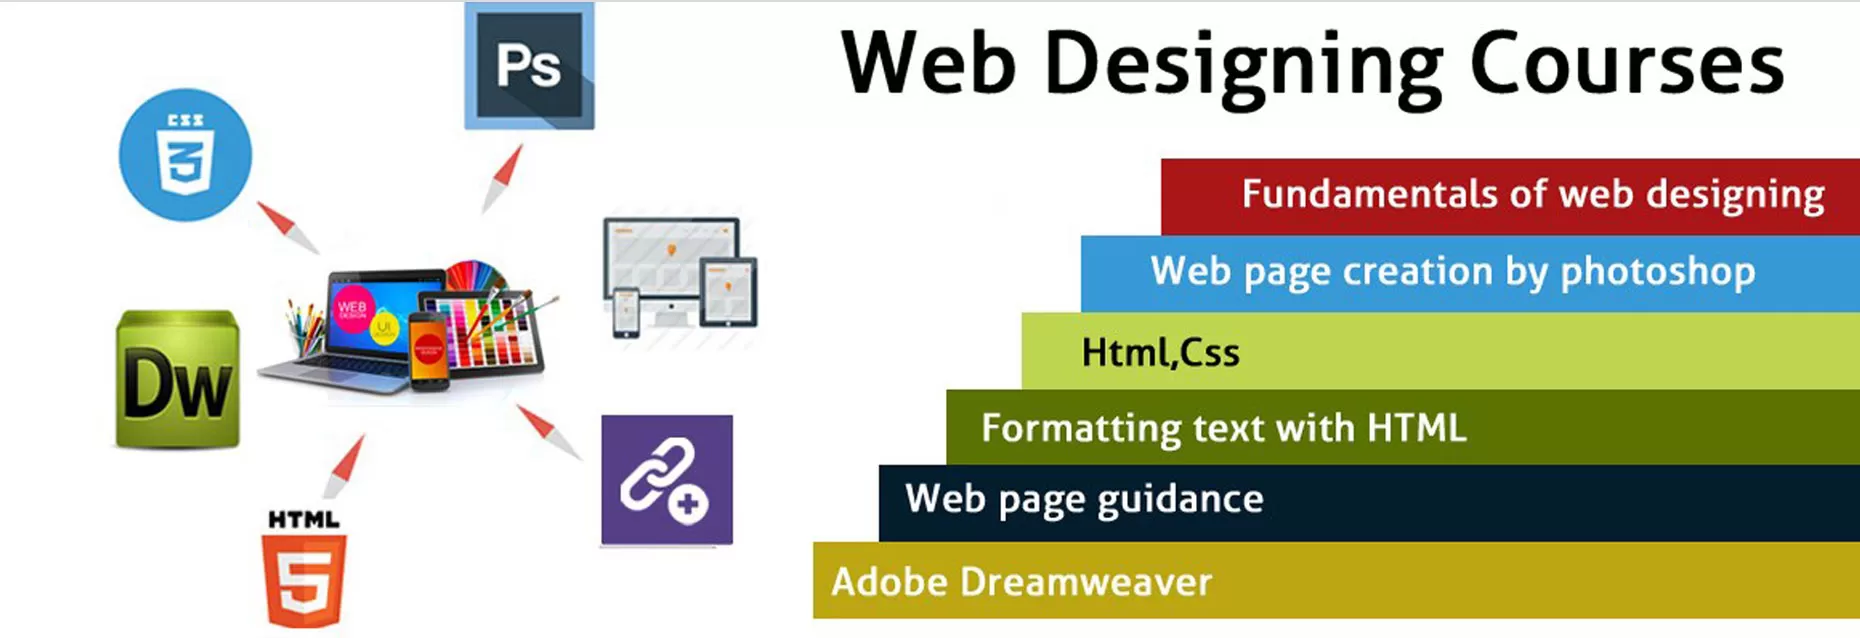 Ps
CSS
3
WEB
DESIGN
UI
Dw
HTML
5
Web Designing Courses
Fundamentals of web designing
Web page creation by photoshop
Html,Css
Formatting text with HTML
Web page guidance
Adobe Dreamweaver